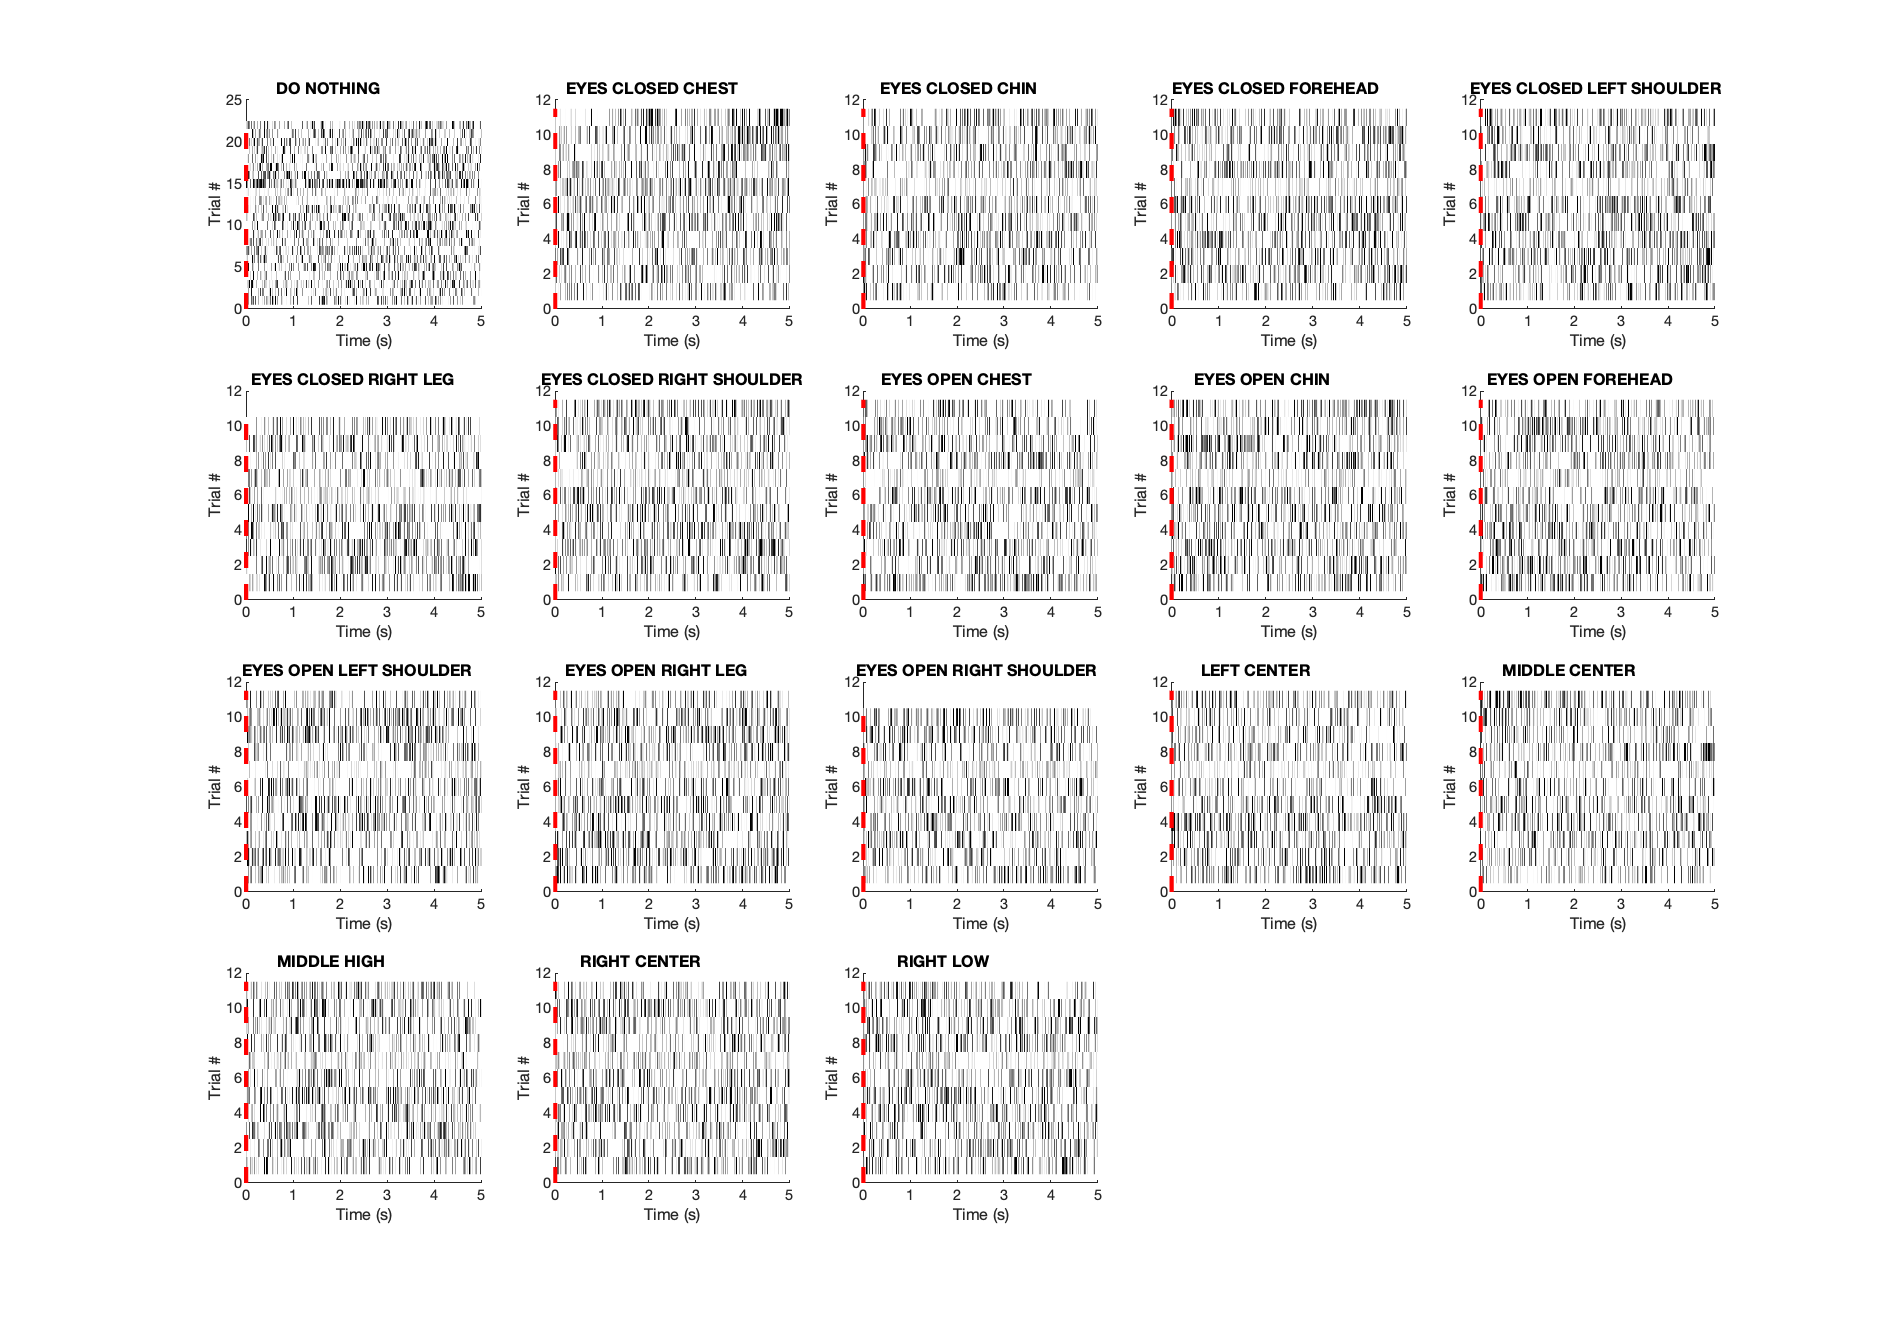 DO NOTHING
25
20
15
10
5
0
Trial #
0 1 2 3 4 5
Time (s)
EYES CLOSED CHEST
12
10
8
6
4
2
0
Trial #
0 1 2 3 4 5
Time (s)
EYES CLOSED CHIN
12
10
8
6
4
2
0
Trial #
0 1 2 3 4 5
Time (s)
EYES CLOSED FOREHEAD
12
10
8
6
4
2
0
Trial #
0 1 2 3 4 5
Time (s)
EYES CLOSED LEFT SHOULDER
12
10
8
6
4
2
0
Trial #
0 1 2 3 4 5
Time (s)
EYES CLOSED RIGHT LEG
12
10
8
6
4
2
0
Trial #
0 1 2 3 4 5
Time (s)
EYES CLOSED RIGHT SHOULDER
12
10
8
6
4
2
0
Trial #
0 1 2 3 4 5
Time (s)
EYES OPEN CHEST
12
10
8
6
4
2
0
Trial #
0 1 2 3 4 5
Time (s)
EYES OPEN CHIN
12
10
8
6
4
2
0
Trial #
0 1 2 3 4 5
Time (s)
EYES OPEN FOREHEAD
12
10
8
6
4
2
0
Trial #
0 1 2 3 4 5
Time (s)
EYES OPEN LEFT SHOULDER
12
10
8
6
4
2
0
Trial #
0 1 2 3 4 5
Time (s)
EYES OPEN RIGHT LEG
12
10
8
6
4
2
0
Trial #
0 1 2 3 4 5
Time (s)
EYES OPEN RIGHT SHOULDER
12
10
8
6
4
2
0
Trial #
0 1 2 3 4 5
Time (s)
LEFT CENTER
12
10
8
6
4
2
0
Trial #
0 1 2 3 4 5
Time (s)
MIDDLE CENTER
12
10
8
6
4
2
0
Trial #
0 1 2 3 4 5
Time (s)
MIDDLE HIGH
12
10
8
6
4
2
0
Trial #
0 1 2 3 4 5
Time (s)
RIGHT CENTER
12
10
8
6
4
2
0
Trial #
0 1 2 3 4 5
Time (s)
RIGHT LOW
12
10
8
6
4
2
0
Trial #
0 1 2 3 4 5
Time (s)